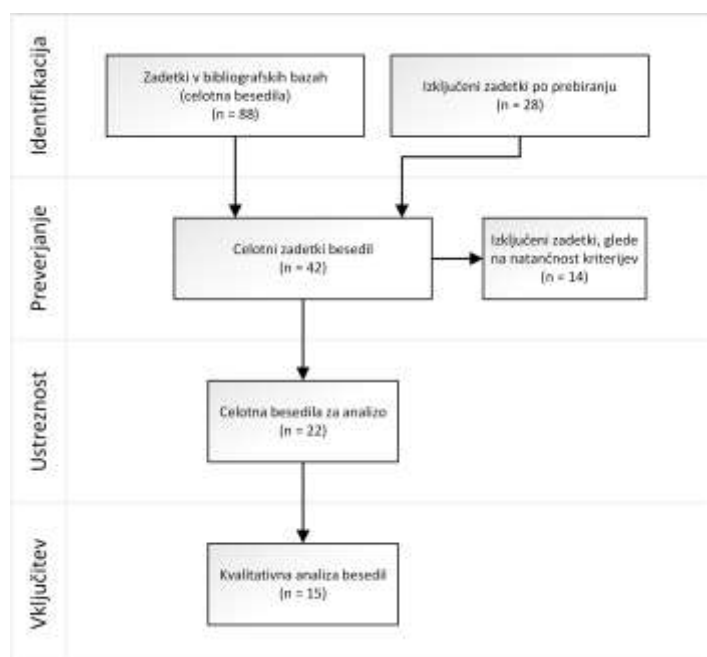 Identifikacija
Zadetki v bibliografskih bazah
(celotna besedila)
(n = 88)
Izključeni zadetki po prebiranju
(n = 28)
Preverjanje
Celotni zadetki besedil
(n = 42)
Izključeni zadetki, glede
na natančnost kriterijev
(n = 14)
Ustreznost
Celotna besedila za analizo
(n = 22)
Vključitev
Kvalitativna analiza besedil
(n = 15)